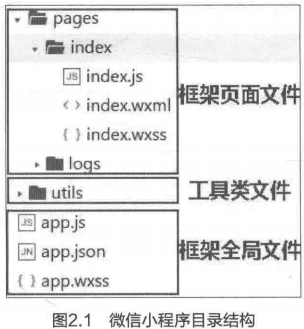 pages
index
JS index.js
框架页面文件
<> index.wxml
{ } index.wxss
logs
utils
工具类文件
JS app.js
JN app.json
框架全局文件
{ } app.wxss
图2.1 微信小程序目录结构